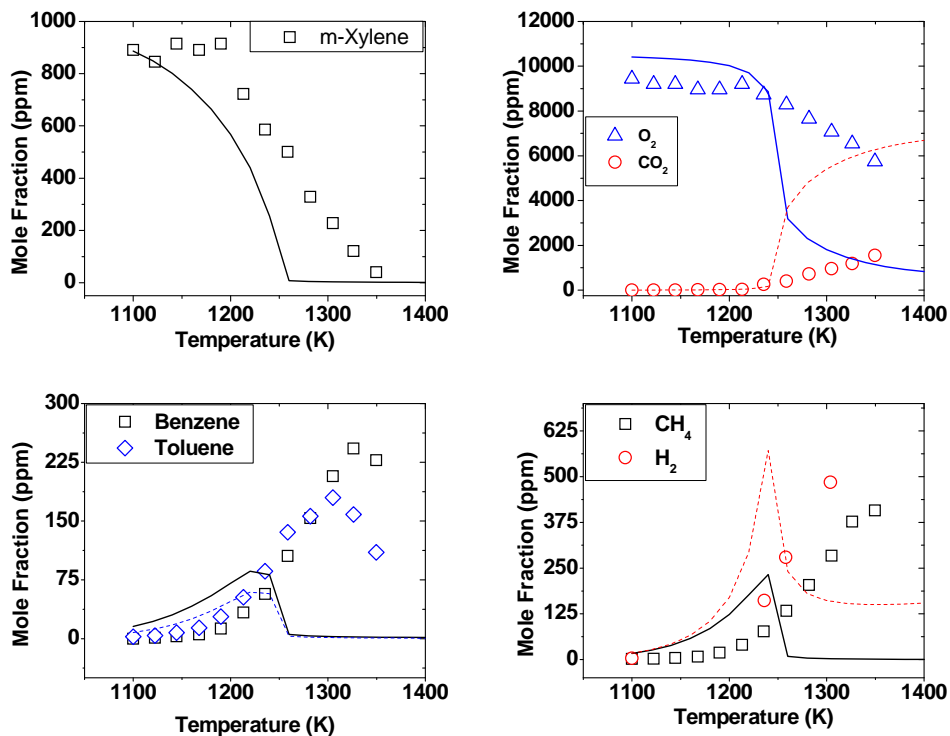 1000
800
600
400
200
0
Mole Fraction (ppm)
m-Xylene
1100 1200 1300 1400
Temperature (K)
12000
10000
8000
6000
4000
2000
0
Mole Fraction (ppm)
O₂
CO₂
1100 1200 1300 1400
Temperature (K)
300
225
150
75
0
Mole Fraction (ppm)
Benzene
Toluene
1100 1200 1300 1400
Temperature (K)
625
500
375
250
125
0
Mole Fraction (ppm)
CH₄
H₂
1100 1200 1300 1400
Temperature (K)